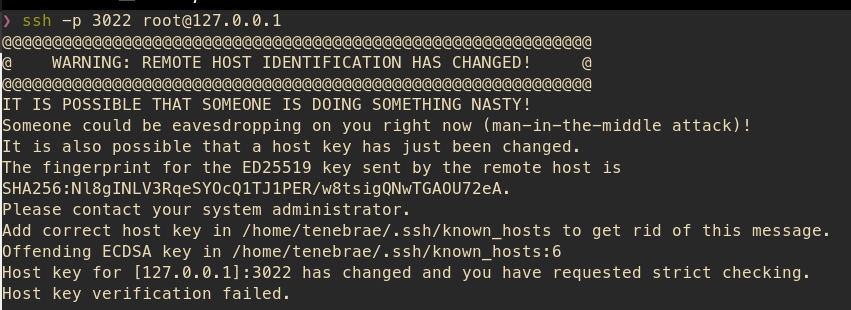 ❯ ssh -p 3022 root@127.0.0.1
@@@@@@@@@@@@@@@@@@@@@@@@@@@@@@@@@@@@@@@@@@@@@@@@@@@@@@@@@@@
@    WARNING: REMOTE HOST IDENTIFICATION HAS CHANGED!     @
@@@@@@@@@@@@@@@@@@@@@@@@@@@@@@@@@@@@@@@@@@@@@@@@@@@@@@@@@@@
IT IS POSSIBLE THAT SOMEONE IS DOING SOMETHING NASTY!
Someone could be eavesdropping on you right now (man-in-the-middle attack)!
It is also possible that a host key has just been changed.
The fingerprint for the ED25519 key sent by the remote host is
SHA256:Nl8gINLV3RqeSYOcQ1TJ1PER/w8tsigQNwTGAOU72eA.
Please contact your system administrator.
Add correct host key in /home/tenebrae/.ssh/known_hosts to get rid of this message.
Offending ECDSA key in /home/tenebrae/.ssh/known_hosts:6
Host key for [127.0.0.1]:3022 has changed and you have requested strict checking.
Host key verification failed.